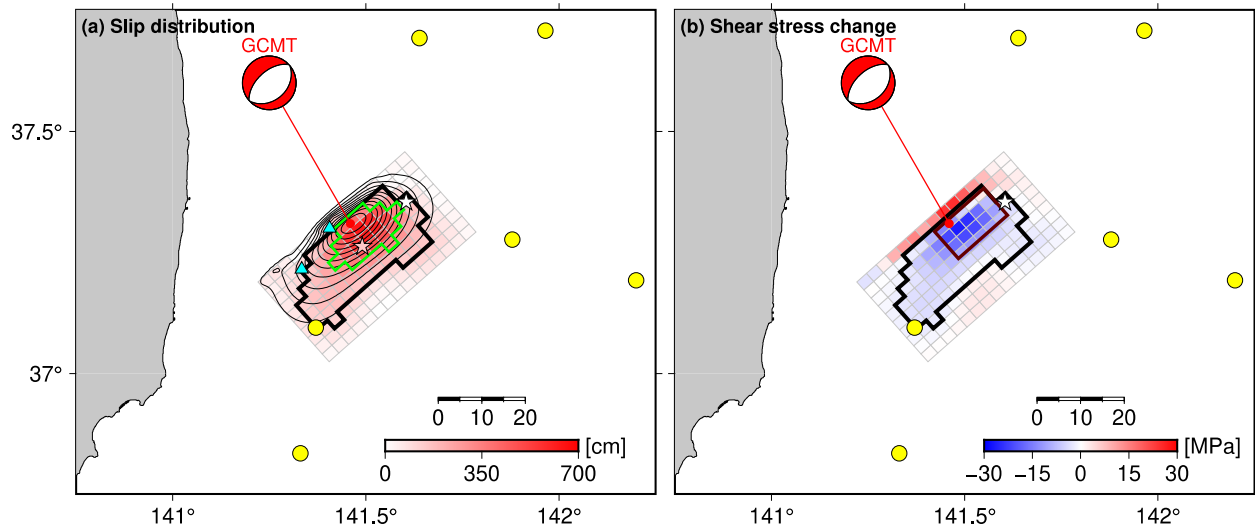 (a) Slip distribution
GCMT
37.5°
37°
0 10 20
[cm]
0 350 700
141° 141.5° 142°
(b) Shear stress change
GCMT
0 10 20
[MPa]
−30 −15 0 15 30
141° 141.5° 142°